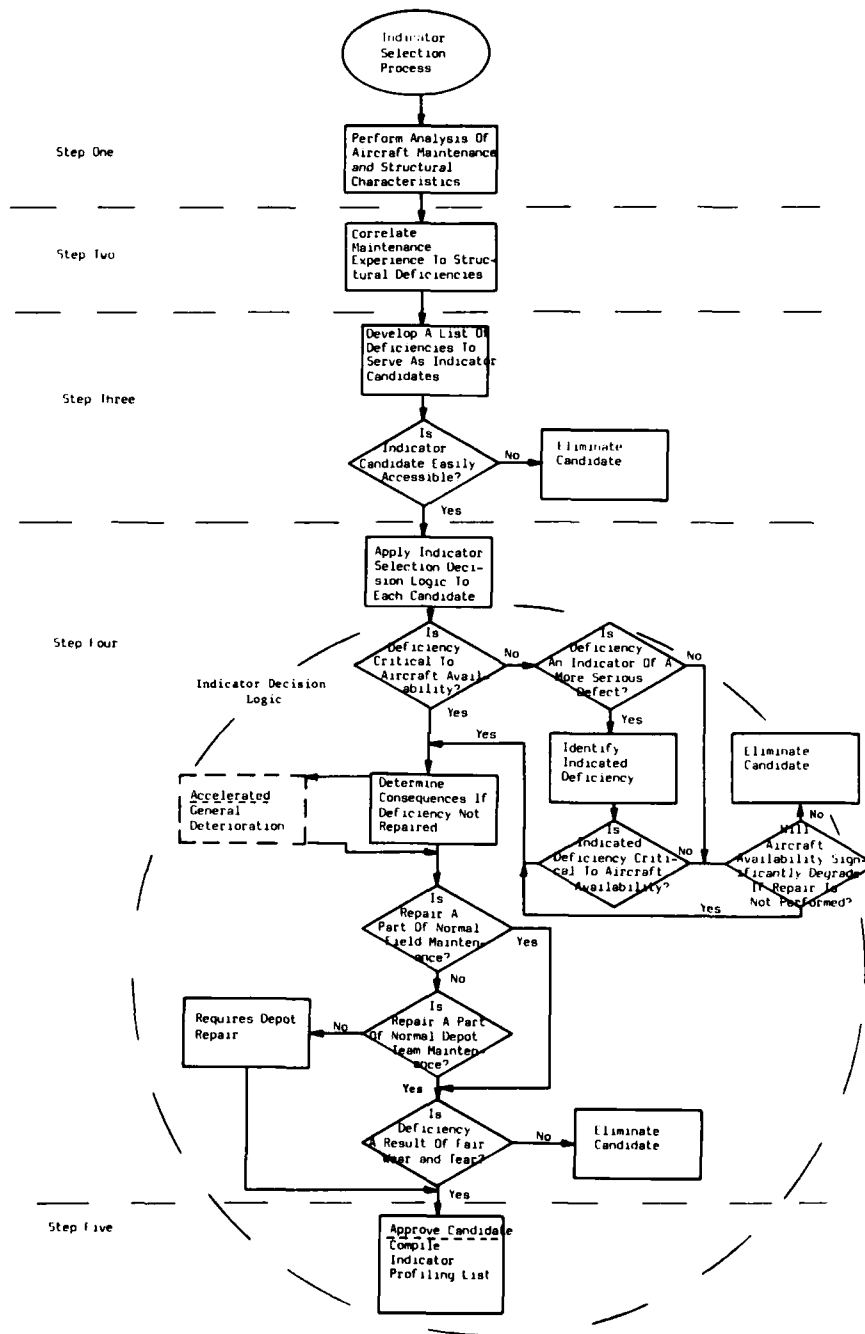 Indicator
Selection
Process
Step One
Perform Analysis Of
Aircraft Maintenance
and Structural
Characteristics
Step Two
Correlate
Maintenance
Experience To Struc-
tural Deficiencies
Step Three
Develop A List Of
Deficiencies To
Serve As Indicator
Candidates
Is
Indicator
Candidate Easily
Accessible?
No
Eliminate
Candidate
Yes
Step Four
Apply Indicator
Selection Deci-
sion Logic To
Each Candidate
Indicator Decision
Logic
Is
Deficiency
Critical To
Aircraft Avail-
ability?
No
Is
Deficiency
An Indicator Of A
More Serious
Defect?
No
Yes
Yes
Yes
Identify
Indicated
Deficiency
Eliminate
Candidate
Accelerated
General
Deterioration
Determine
Consequences If
Deficiency Not
Repaired
Is
Indicated
Deficiency Criti-
cal To Aircraft
Availability?
No
No
Will
Aircraft
Availability Sign-
ificantly Degrade
If Repair Is
Not Performed?
Yes
Is
Repair A
Part Of Normal
Field Mainten-
ance?
Yes
No
Requires Depot
Repair
No
Is
Repair A Part
Of Normal Depot
Team Mainten-
ance?
Yes
Is
Deficiency
A Result Of Fair
Wear and Tear?
No
Eliminate
Candidate
Yes
Step Five
Approve Candidate
Compile
Indicator
Profiling List